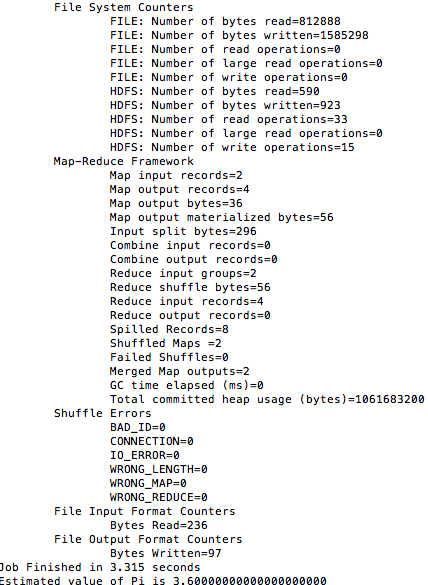 File System Counters
FILE: Number of bytes read=812888
FILE: Number of bytes written=1585298
FILE: Number of read operations=0
FILE: Number of large read operations=0
FILE: Number of write operations=0
HDFS: Number of bytes read=590
HDFS: Number of bytes written=923
HDFS: Number of read operations=33
HDFS: Number of large read operations=0
HDFS: Number of write operations=15
Map-Reduce Framework
Map input records=2
Map output records=4
Map output bytes=36
Map output materialized bytes=56
Input split bytes=296
Combine input records=0
Combine output records=0
Reduce input groups=2
Reduce shuffle bytes=56
Reduce input records=4
Reduce output records=0
Spilled Records=8
Shuffled Maps =2
Failed Shuffles=0
Merged Map outputs=2
GC time elapsed (ms)=0
Total committed heap usage (bytes)=1061683200
Shuffle Errors
BAD_ID=0
CONNECTION=0
IO_ERROR=0
WRONG_LENGTH=0
WRONG_MAP=0
WRONG_REDUCE=0
File Input Format Counters
Bytes Read=236
File Output Format Counters
Bytes Written=97
Job Finished in 3.315 seconds
Estimated value of Pi is 3.60000000000000000000